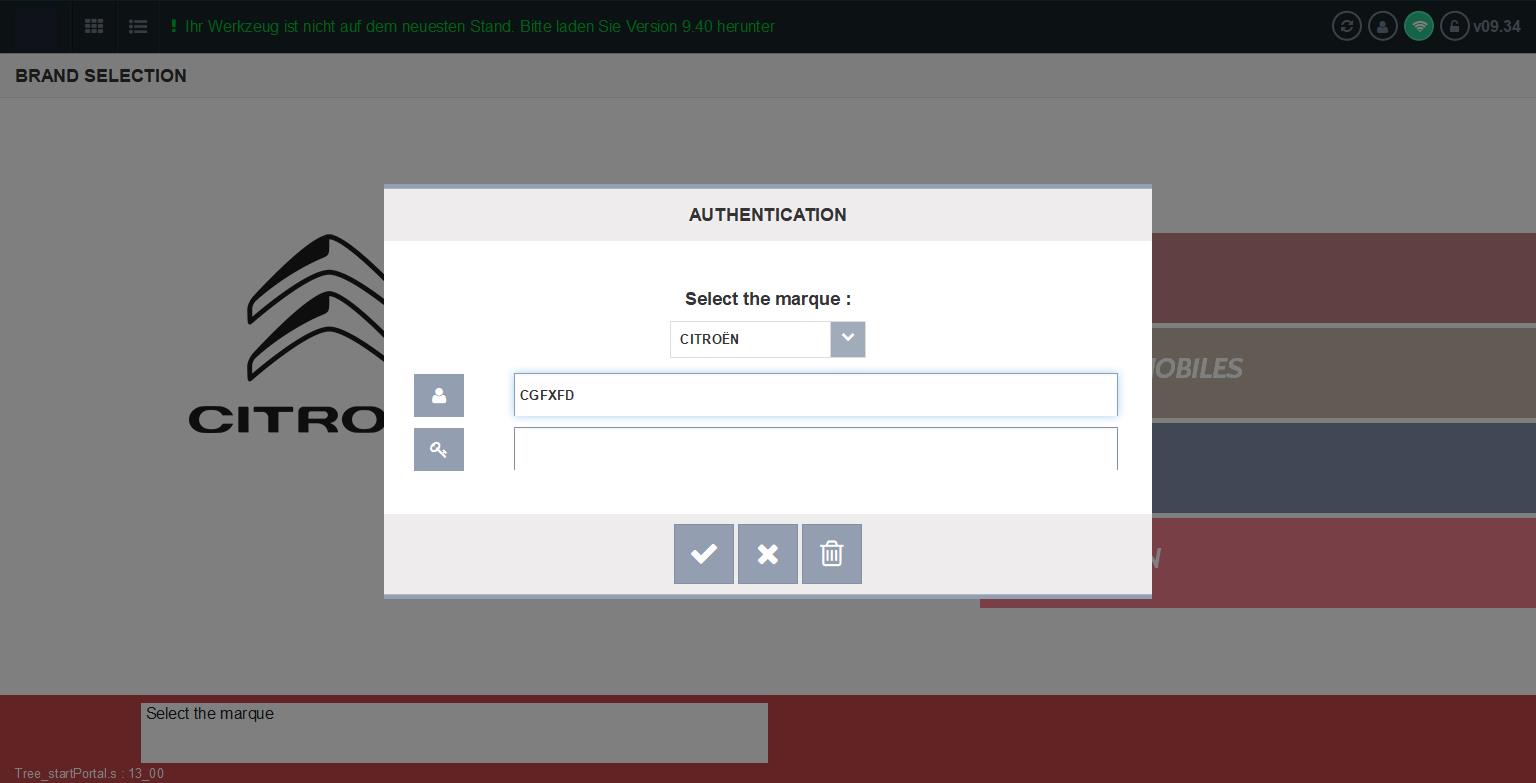 ! Ihr Werkzeug ist nicht auf dem neuesten Stand. Bitte laden Sie Version 9.40 herunter
v09.34
BRAND SELECTION
AUTHENTICATION
Select the marque :
CITROËN
CGFXFD
CITRO
OBILES
N
Select the marque
Tree_startPortal.s : 13_00